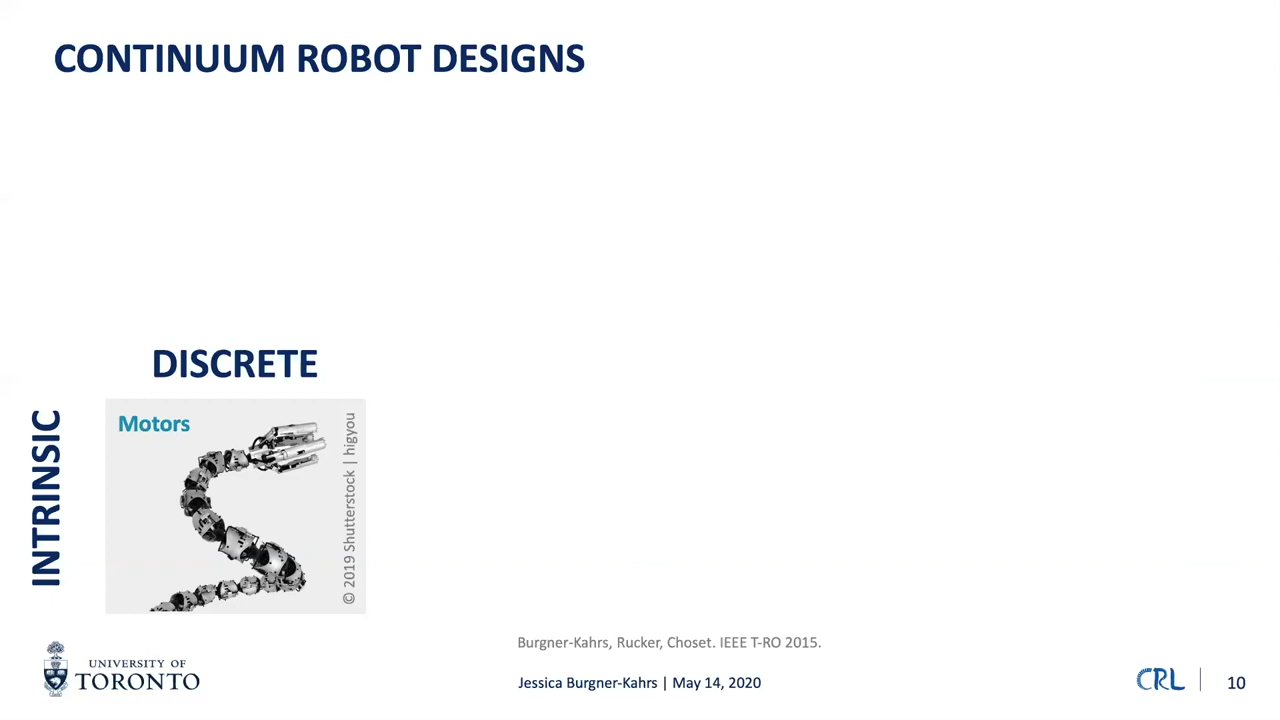 CONTINUUM ROBOT DESIGNS
DISCRETE
INTRINSIC
Motors
© 2019 Shutterstock | higyou
Burgner-Kahrs, Rucker, Choset. IEEE T-RO 2015.
UNIVERSITY OF
TORONTO
Jessica Burgner-Kahrs | May 14, 2020
CRL
10